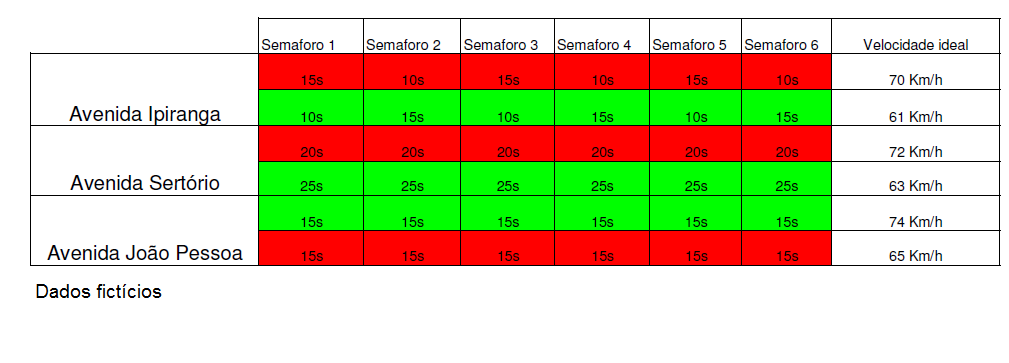 Semaforo 1 Semaforo 2 Semaforo 3 Semaforo 4 Semaforo 5 Semaforo 6 Velocidade ideal
15s 10s 15s 10s 15s 10s 70 Km/h
Avenida Ipiranga 10s 15s 10s 15s 10s 15s 61 Km/h
20s 20s 20s 20s 20s 20s 72 Km/h
Avenida Sertório 25s 25s 25s 25s 25s 25s 63 Km/h
15s 15s 15s 15s 15s 15s 74 Km/h
Avenida João Pessoa 15s 15s 15s 15s 15s 15s 65 Km/h
Dados fictícios